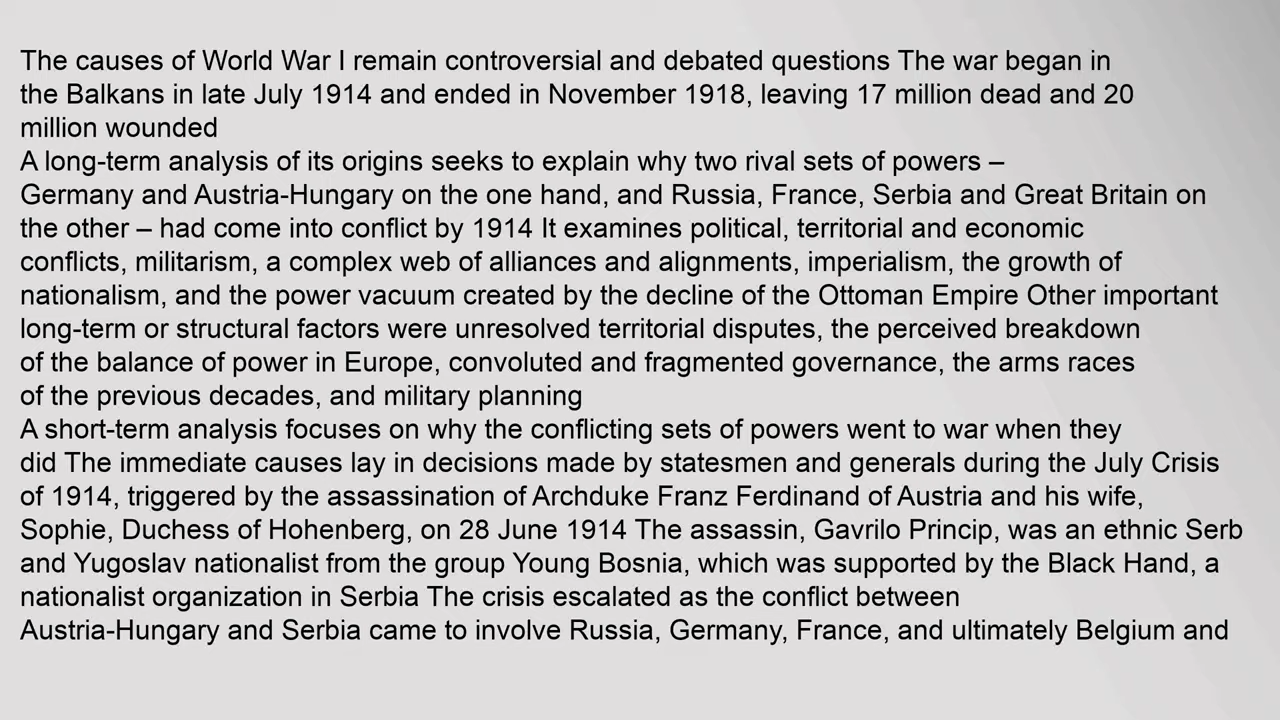 The causes of World War I remain controversial and debated questions The war began in
the Balkans in late July 1914 and ended in November 1918, leaving 17 million dead and 20
million wounded
A long-term analysis of its origins seeks to explain why two rival sets of powers –
Germany and Austria-Hungary on the one hand, and Russia, France, Serbia and Great Britain on
the other – had come into conflict by 1914 It examines political, territorial and economic
conflicts, militarism, a complex web of alliances and alignments, imperialism, the growth of
nationalism, and the power vacuum created by the decline of the Ottoman Empire Other important
long-term or structural factors were unresolved territorial disputes, the perceived breakdown
of the balance of power in Europe, convoluted and fragmented governance, the arms races
of the previous decades, and military planning
A short-term analysis focuses on why the conflicting sets of powers went to war when they
did The immediate causes lay in decisions made by statesmen and generals during the July Crisis
of 1914, triggered by the assassination of Archduke Franz Ferdinand of Austria and his wife,
Sophie, Duchess of Hohenberg, on 28 June 1914 The assassin, Gavrilo Princip, was an ethnic Serb
and Yugoslav nationalist from the group Young Bosnia, which was supported by the Black Hand, a
nationalist organization in Serbia The crisis escalated as the conflict between
Austria-Hungary and Serbia came to involve Russia, Germany, France, and ultimately Belgium and